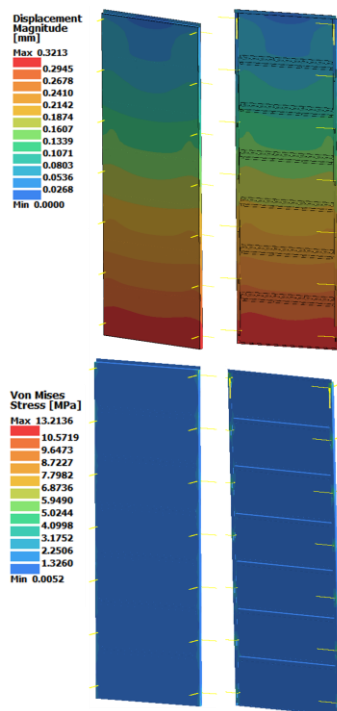 Displacement
Magnitude
[mm]
Max 0.3213
0.2945
0.2678
0.2410
0.2142
0.1874
0.1607
0.1339
0.1071
0.0803
0.0536
0.0268
Min 0.0000
Von Mises
Stress [MPa]
Max 13.2136
10.5719
9.6473
8.7227
7.7982
6.8736
5.9490
5.0244
4.0998
3.1752
2.2506
1.3260
Min 0.0052